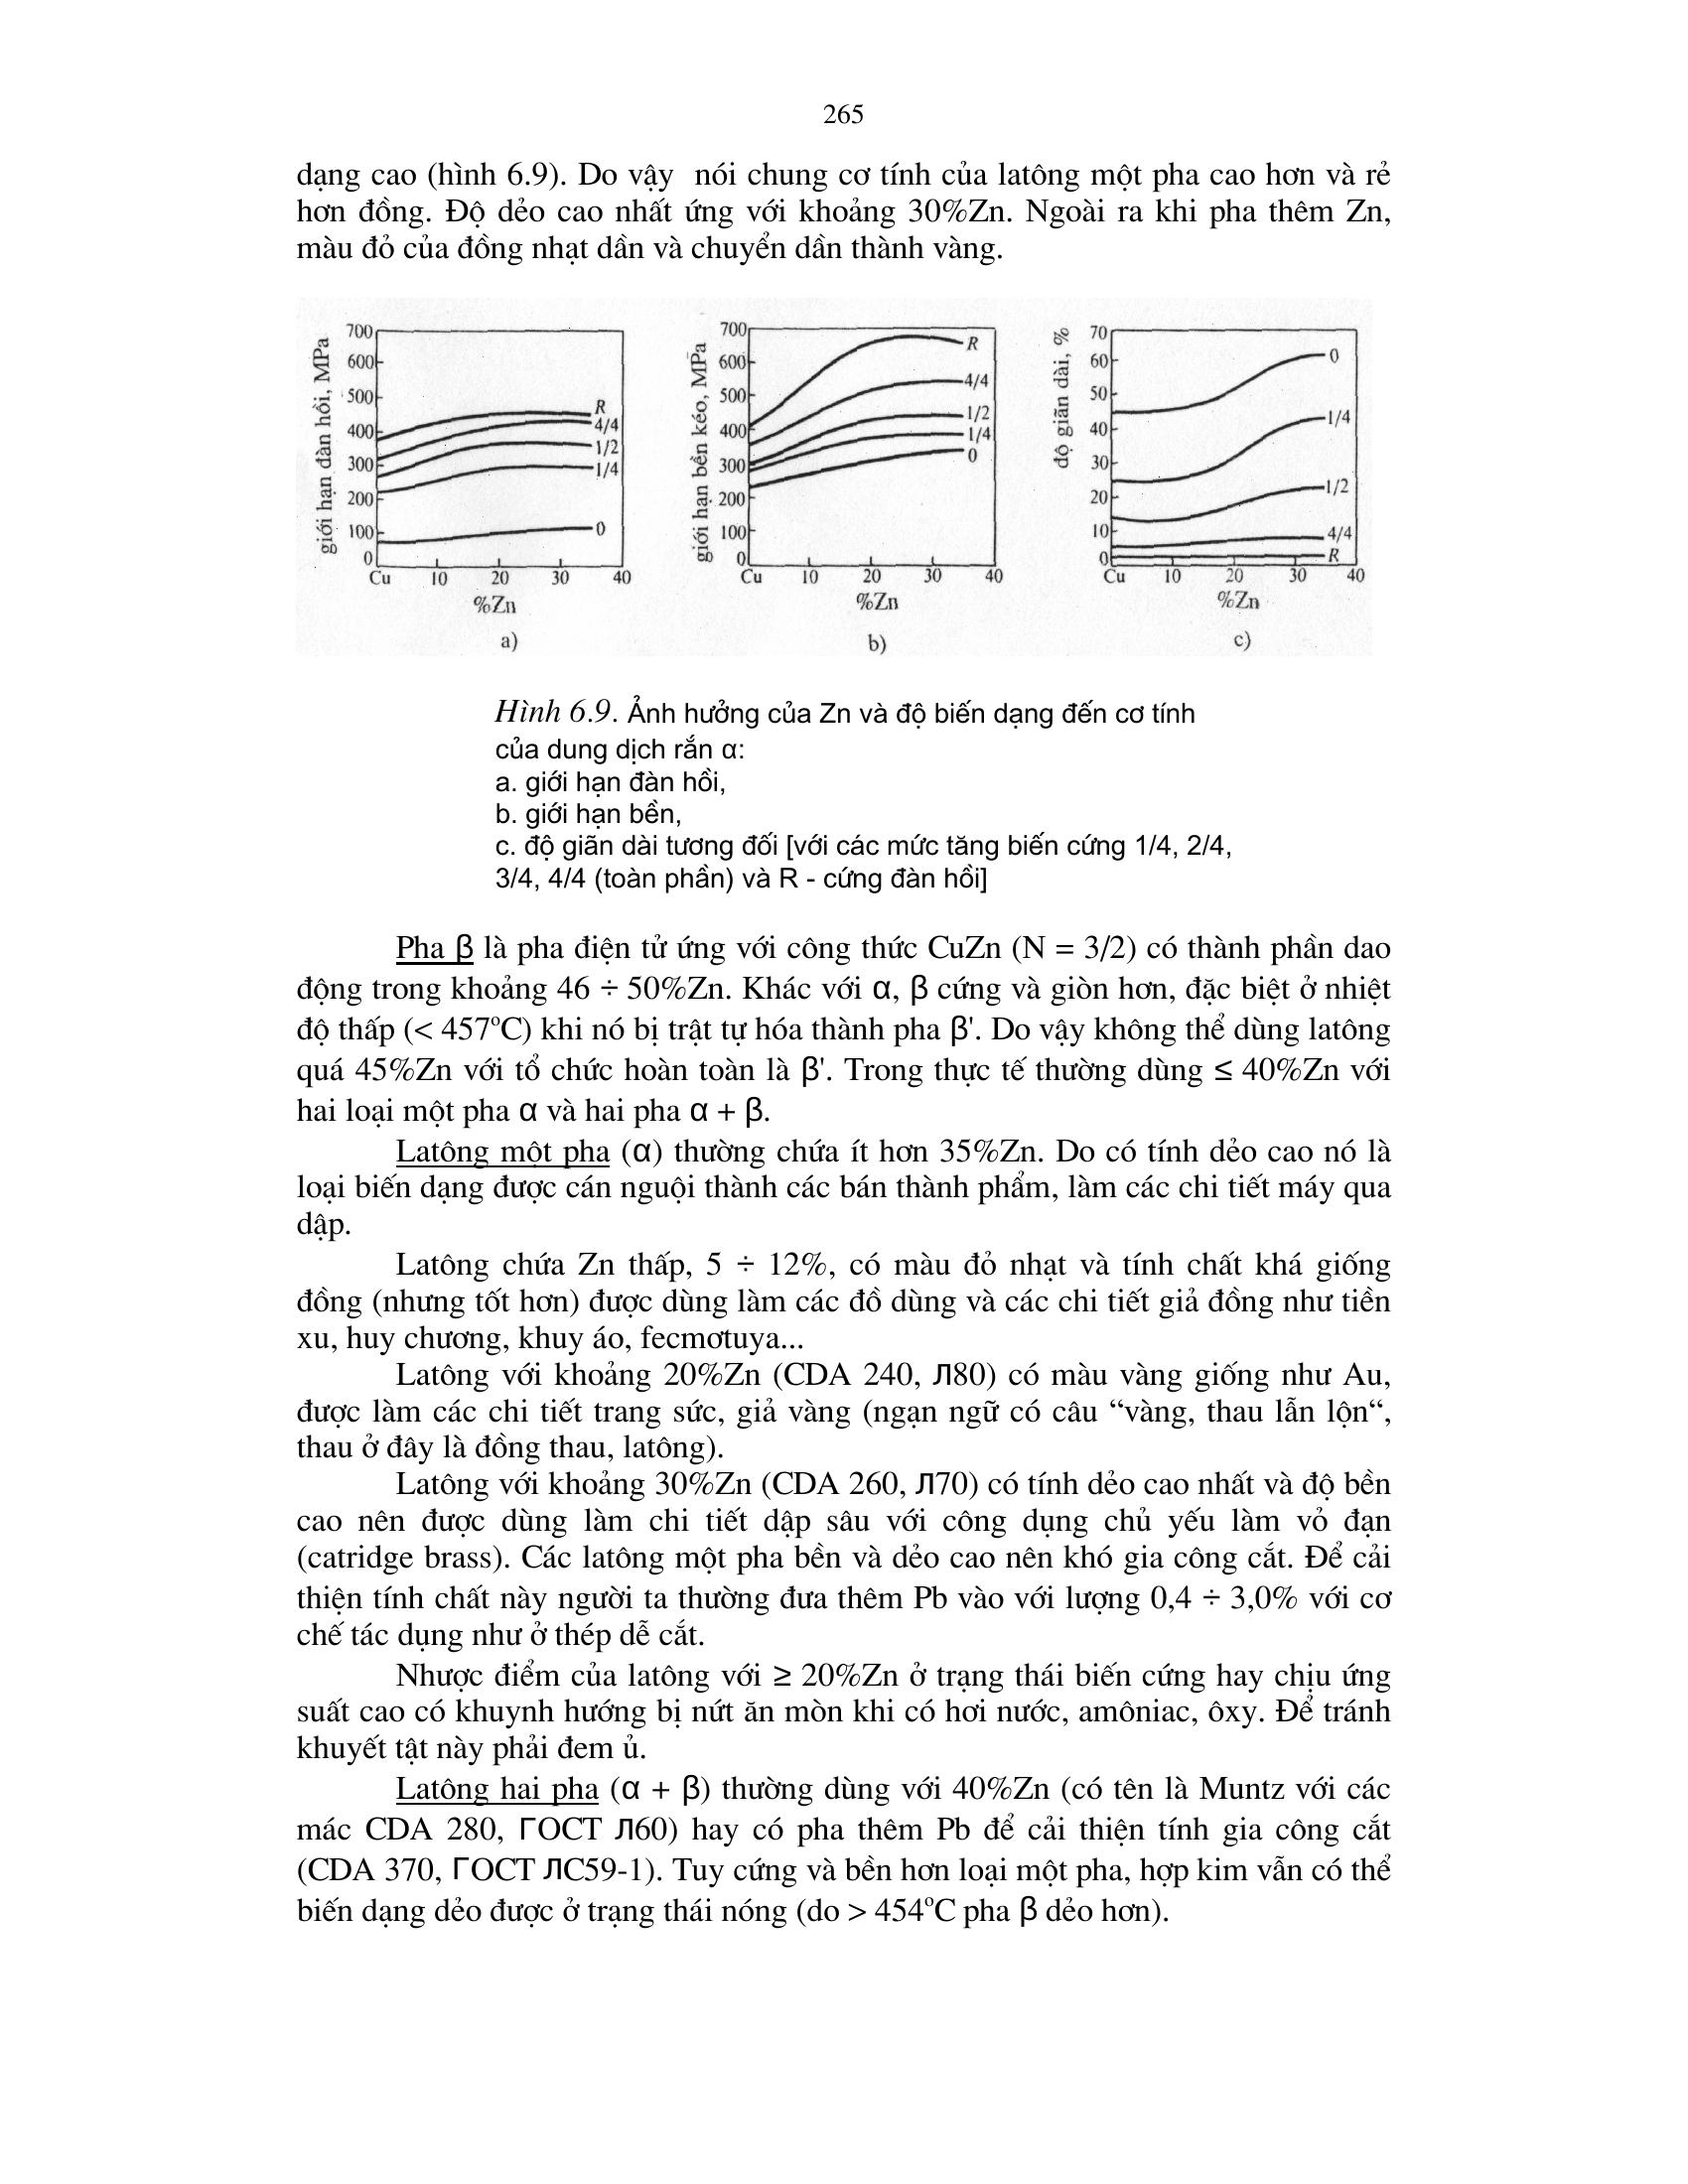 265
dạng cao (hình 6.9). Do vậy nói chung cơ tính của latông một pha cao hơn và rẻ
hơn đồng. Độ dẻo cao nhất ứng với khoảng 30%Zn. Ngoài ra khi pha thêm Zn,
màu đỏ của đồng nhạt dần và chuyển dần thành vàng.
giới hạn đàn hồi, MPa
700
600
500
400
300
200
100
0
R
4/4
1/2
1/4
0
Cu 10 20 30 40
%Zn
a)
giới hạn bền kéo, MPa
700
600
500
400
300
200
100
0
R
4/4
1/2
1/4
0
Cu 10 20 30 40
%Zn
b)
độ giãn dài, %
70
60
50
40
30
20
10
0
0
1/4
1/2
4/4
R
Cu 10 20 30 40
%Zn
c)
Hình 6.9. Ảnh hưởng của Zn và độ biến dạng đến cơ tính
của dung dịch rắn α:
a. giới hạn đàn hồi,
b. giới hạn bền,
c. độ giãn dài tương đối [với các mức tăng biến cứng 1/4, 2/4,
3/4, 4/4 (toàn phần) và R - cứng đàn hồi]
Pha β là pha điện tử ứng với công thức CuZn (N = 3/2) có thành phần dao
động trong khoảng 46 ÷ 50%Zn. Khác với α, β cứng và giòn hơn, đặc biệt ở nhiệt
độ thấp (< 457ºC) khi nó bị trật tự hóa thành pha β'. Do vậy không thể dùng latông
quá 45%Zn với tổ chức hoàn toàn là β'. Trong thực tế thường dùng ≤ 40%Zn với
hai loại một pha α và hai pha α + β.
Latông một pha (α) thường chứa ít hơn 35%Zn. Do có tính dẻo cao nó là
loại biến dạng được cán nguội thành các bán thành phẩm, làm các chi tiết máy qua
dập.
Latông chứa Zn thấp, 5 ÷ 12%, có màu đỏ nhạt và tính chất khá giống
đồng (nhưng tốt hơn) được dùng làm các đồ dùng và các chi tiết giả đồng như tiền
xu, huy chương, khuy áo, fecmơtuya...
Latông với khoảng 20%Zn (CDA 240, Л80) có màu vàng giống như Au,
được làm các chi tiết trang sức, giả vàng (ngạn ngữ có câu “vàng, thau lẫn lộn“,
thau ở đây là đồng thau, latông).
Latông với khoảng 30%Zn (CDA 260, Л70) có tính dẻo cao nhất và độ bền
cao nên được dùng làm chi tiết dập sâu với công dụng chủ yếu làm vỏ đạn
(catridge brass). Các latông một pha bền và dẻo cao nên khó gia công cắt. Để cải
thiện tính chất này người ta thường đưa thêm Pb vào với lượng 0,4 ÷ 3,0% với cơ
chế tác dụng như ở thép dễ cắt.
Nhược điểm của latông với ≥ 20%Zn ở trạng thái biến cứng hay chịu ứng
suất cao có khuynh hướng bị nứt ăn mòn khi có hơi nước, amôniac, ôxy. Để tránh
khuyết tật này phải đem ủ.
Latông hai pha (α + β) thường dùng với 40%Zn (có tên là Muntz với các
mác CDA 280, ГOCT Л60) hay có pha thêm Pb để cải thiện tính gia công cắt
(CDA 370, ГOCT ЛC59-1). Tuy cứng và bền hơn loại một pha, hợp kim vẫn có thể
biến dạng dẻo được ở trạng thái nóng (do > 454ºC pha β dẻo hơn).